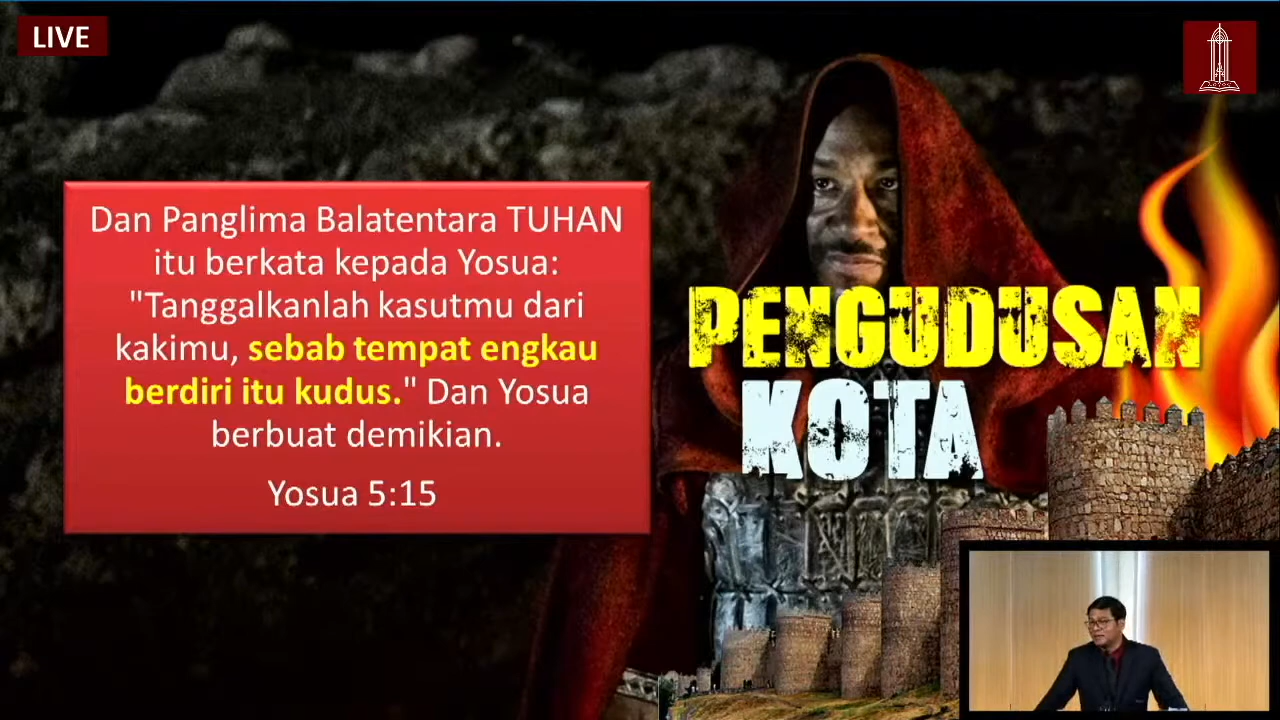 LIVE
Dan Panglima Balatentara TUHAN
itu berkata kepada Yosua:
"Tanggalkanlah kasutmu dari
kakimu, sebab tempat engkau
berdiri itu kudus." Dan Yosua
berbuat demikian.
Yosua 5:15
PENGUDUSAN
KOTA